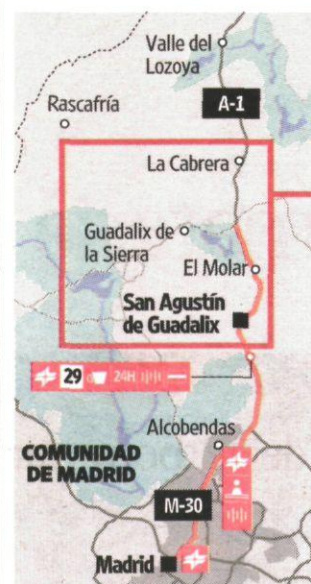 Valle del
Lozoya
Rascafría
A-1
La Cabrera
Guadalix de
la Sierra
El Molar
San Agustín
de Guadalix
29 24H
Alcobendas
COMUNIDAD
DE MADRID
M-30
Madrid